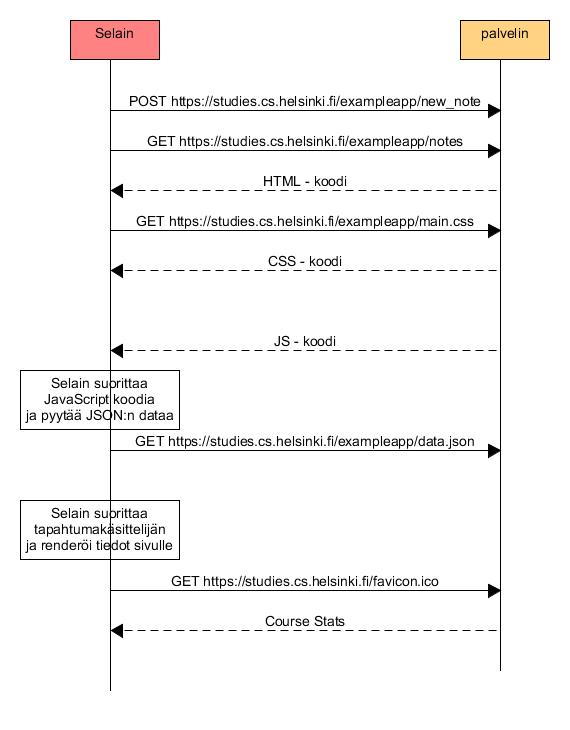 Selain
palvelin
POST https://studies.cs.helsinki.fi/exampleapp/new_note
GET https://studies.cs.helsinki.fi/exampleapp/notes
HTML - koodi
GET https://studies.cs.helsinki.fi/exampleapp/main.css
CSS - koodi
JS - koodi
Selain suorittaa
JavaScript koodia
ja pyytää JSON:n dataa
GET https://studies.cs.helsinki.fi/exampleapp/data.json
Selain suorittaa
tapahtumakäsittelijän
ja renderöi tiedot sivulle
GET https://studies.cs.helsinki.fi/favicon.ico
Course Stats